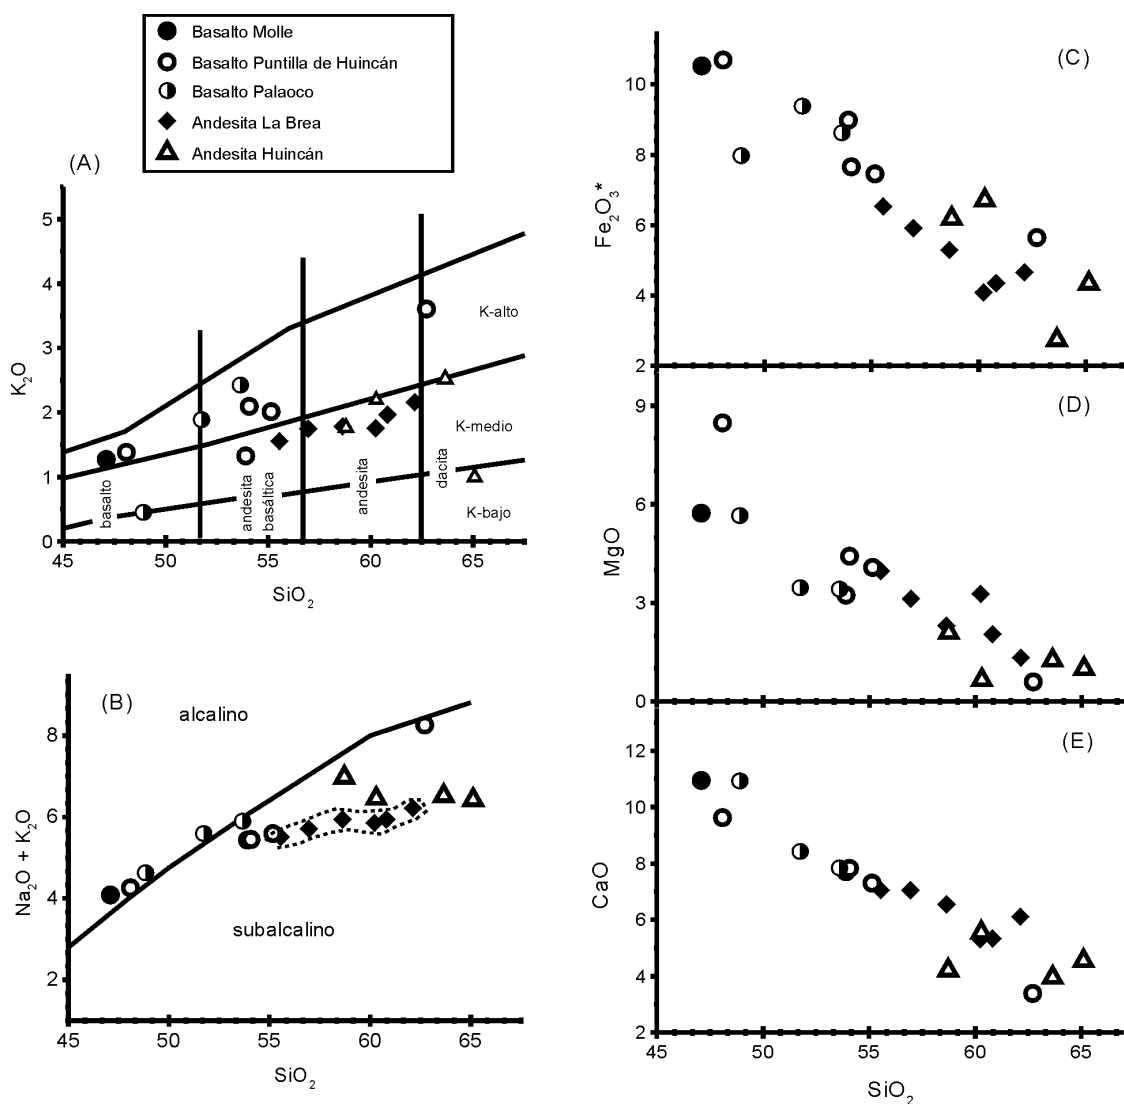 Basalto Molle
Basalto Puntilla de Huincán
Basalto Palaoco
Andesita La Brea
Andesita Huincán
(A)
5
4
3
2
1
0
K₂O
K-alto
K-medio
K-bajo
basalto
andesita
basáltica
andesita
dacita
45 50 55 60 65
SiO₂
(B)
8
6
4
2
Na₂O + K₂O
alcalino
subalcalino
45 50 55 60 65
SiO₂
(C)
10
8
6
4
2
Fe₂O₃*
(D)
9
6
3
0
MgO
(E)
12
10
8
6
4
2
CaO
45 50 55 60 65
SiO₂